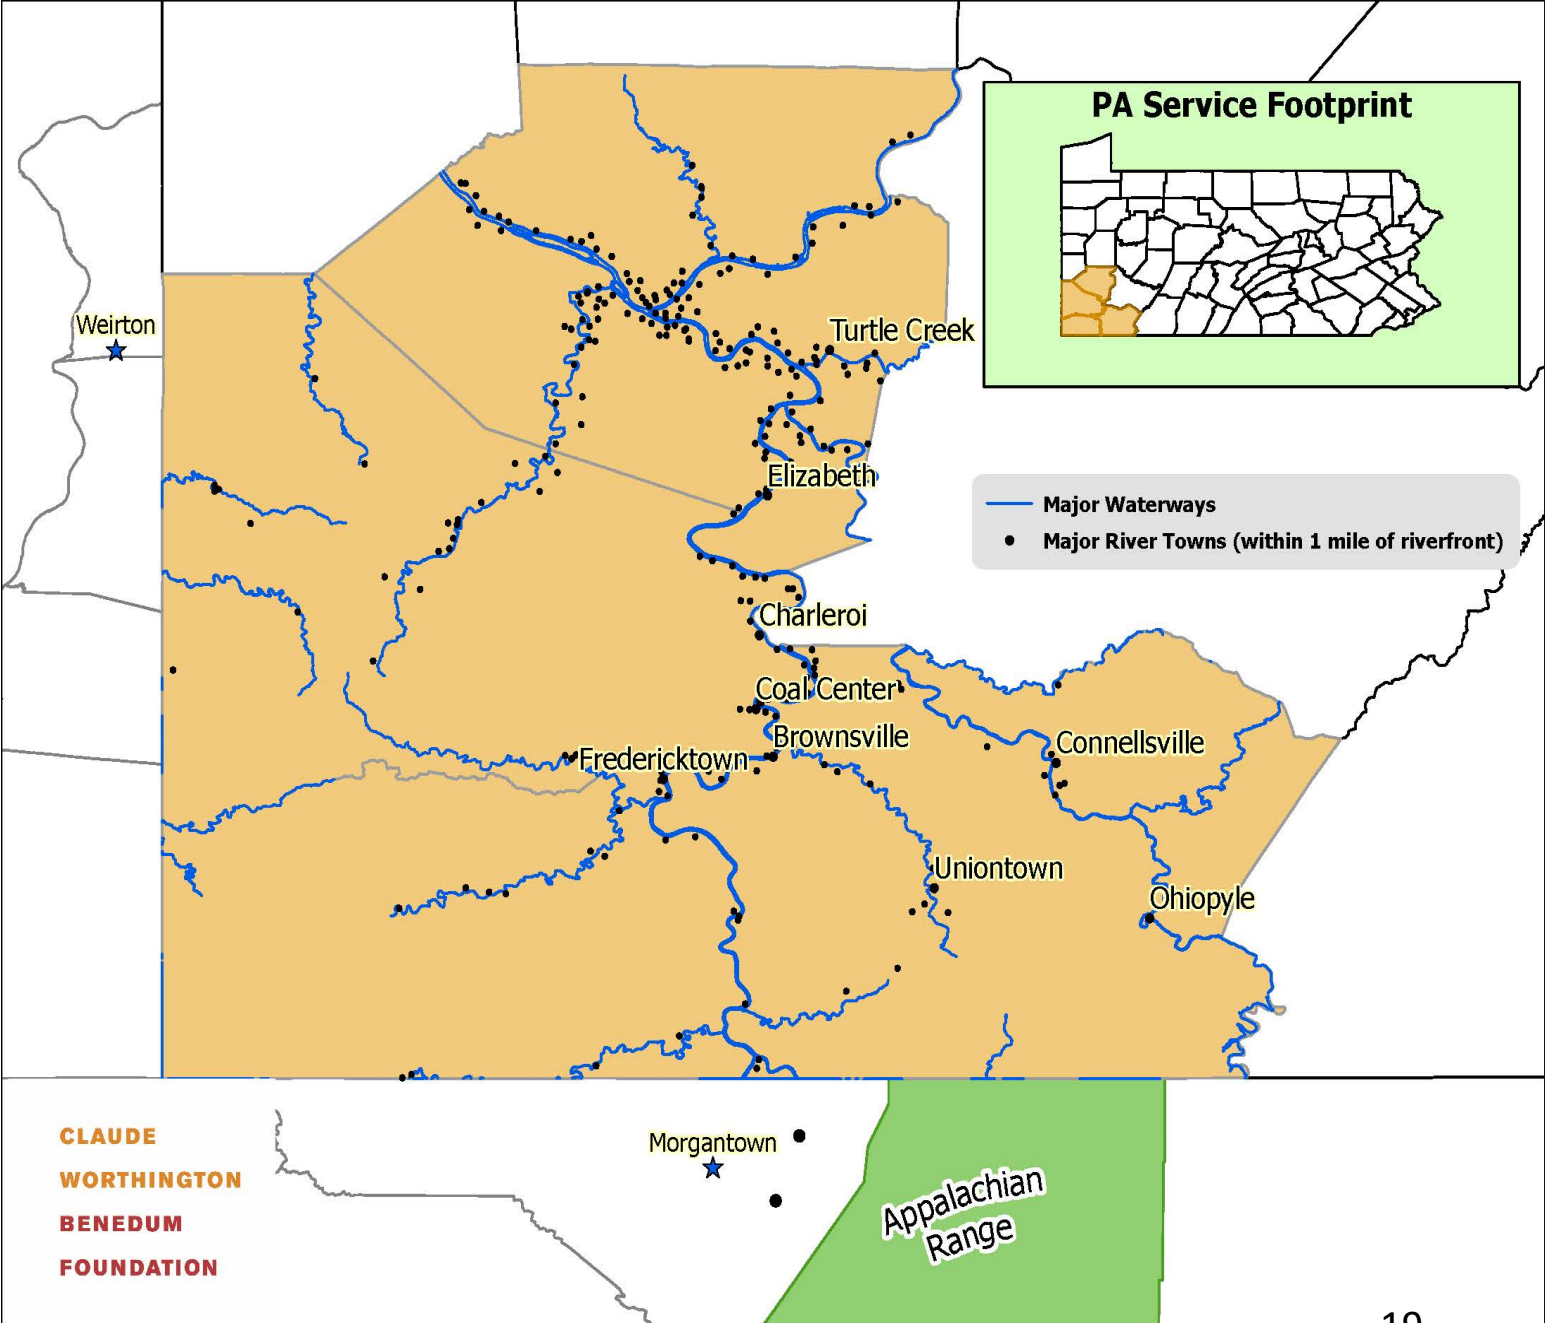 PA Service Footprint
Weirton
Turtle Creek
Elizabeth
Major Waterways
Major River Towns (within 1 mile of riverfront)
Charleroi
Coal Center
Brownsville
Fredericktown
Connellsville
Uniontown
Ohiopyle
CLAUDE
WORTHINGTON
BENEDUM
FOUNDATION
Morgantown
Appalachian
Range